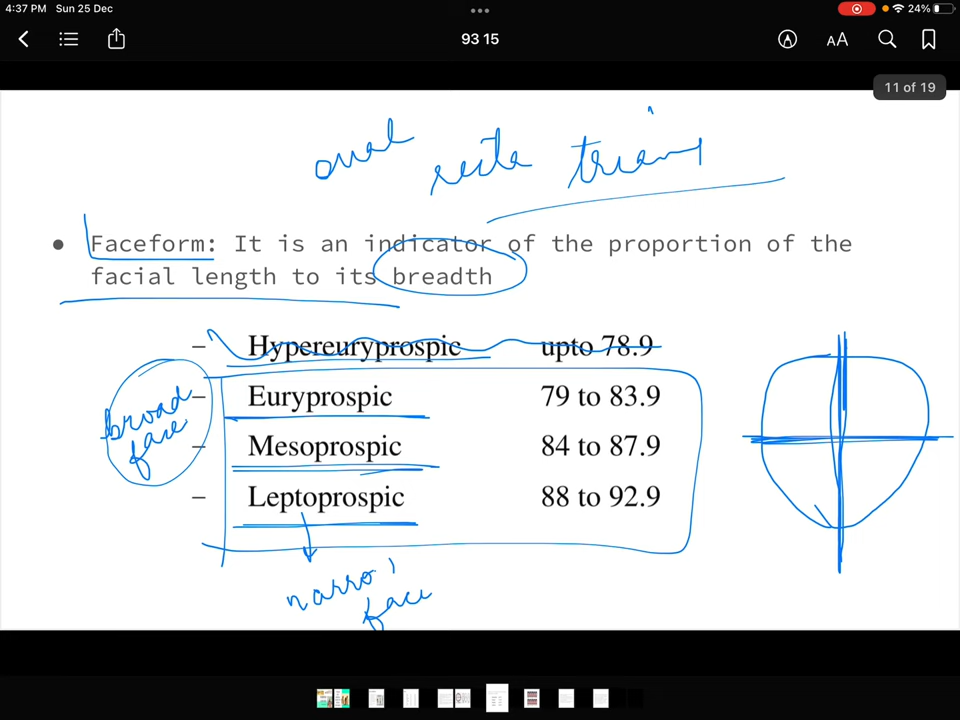 4:37 PM Sun 25 Dec
24%
93 15
AA
11 of 19
oval recta triang
● Faceform: It is an indicator of the proportion of the
facial length to its breadth
– Hypereuryprospic upto 78.9
– Euryprospic 79 to 83.9
broad
face
– Mesoprospic 84 to 87.9
– Leptoprospic 88 to 92.9
narro
face